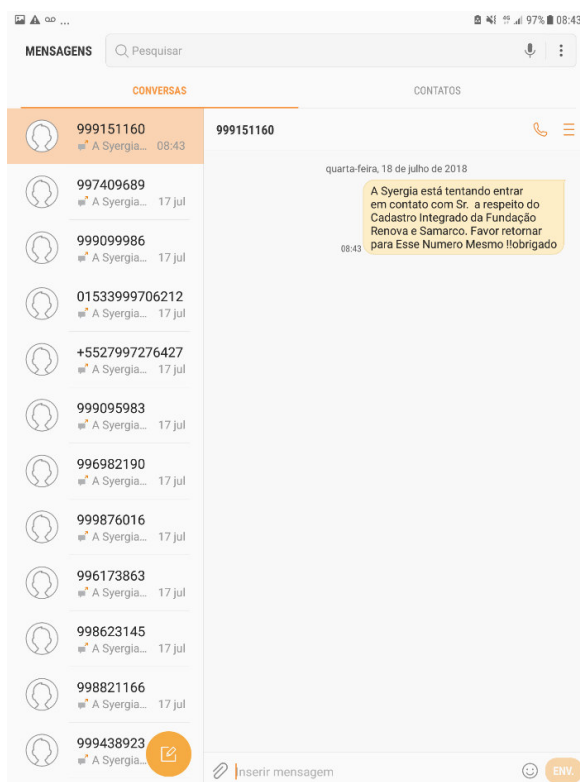 ... 97% 08:43
MENSAGENS Pesquisar
CONVERSAS CONTATOS
999151160
A Syergia... 08:43
997409689
A Syergia... 17 jul
999099986
A Syergia... 17 jul
01533999706212
A Syergia... 17 jul
+5527997276427
A Syergia... 17 jul
999095983
A Syergia... 17 jul
996982190
A Syergia... 17 jul
999876016
A Syergia... 17 jul
996173863
A Syergia... 17 jul
998623145
A Syergia... 17 jul
998821166
A Syergia... 17 jul
999438923
A Syergia...
999151160
quarta-feira, 18 de julho de 2018
A Syergia está tentando entrar
em contato com Sr. a respeito do
Cadastro Integrado da Fundação
Renova e Samarco. Favor retornar
para Esse Numero Mesmo !!obrigado
08:43
Inserir mensagem ENV.